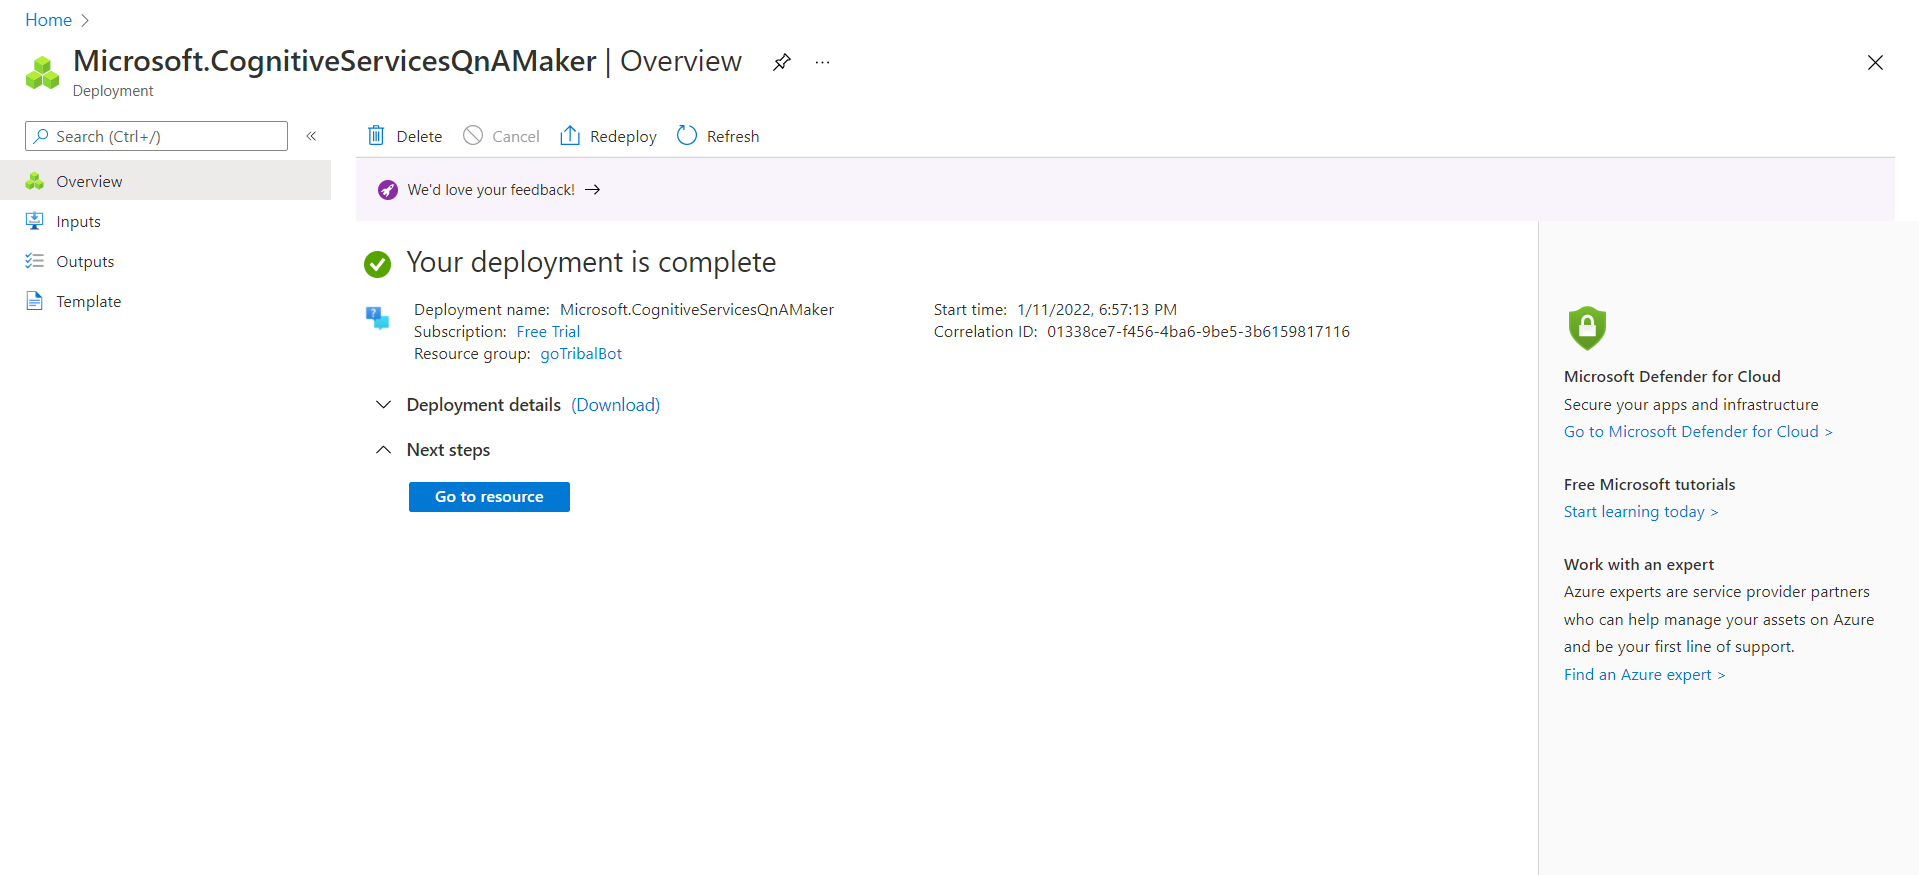 Home
Microsoft.CognitiveServicesQnAMaker | Overview
Deployment
Search (Ctrl+/)
Delete
Cancel
Redeploy
Refresh
Overview
Inputs
Outputs
Template
We'd love your feedback!
Your deployment is complete
Deployment name: Microsoft.CognitiveServicesQnAMaker
Subscription: Free Trial
Resource group: goTribalBot
Start time: 1/11/2022, 6:57:13 PM
Correlation ID: 01338ce7-f456-4ba6-9be5-3b6159817116
Deployment details (Download)
Next steps
Go to resource
Microsoft Defender for Cloud
Secure your apps and infrastructure
Go to Microsoft Defender for Cloud >
Free Microsoft tutorials
Start learning today >
Work with an expert
Azure experts are service provider partners
who can help manage your assets on Azure
and be your first line of support.
Find an Azure expert >